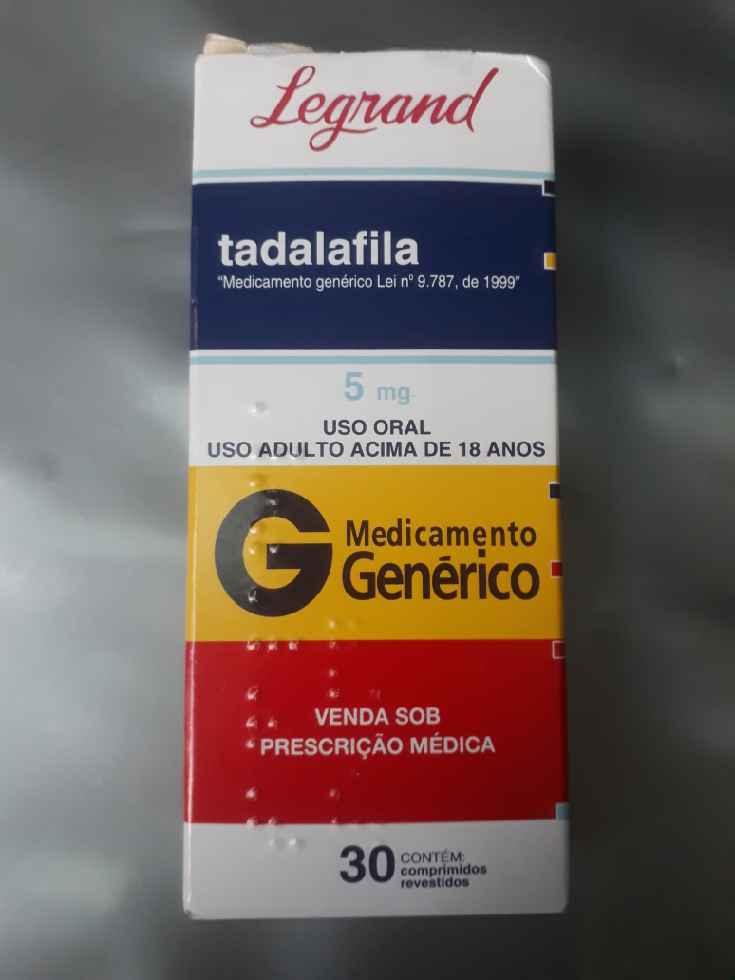 Legrand
tadalafila
"Medicamento genérico Lei nº 9.787, de 1999"
5 mg
USO ORAL
USO ADULTO ACIMA DE 18 ANOS
G Medicamento
Genérico
VENDA SOB
PRESCRIÇÃO MÉDICA
30 CONTÉM:
comprimidos
revestidos